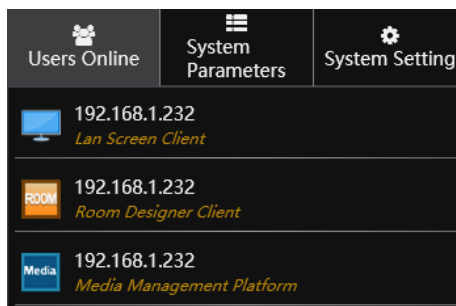 Users Online
System
Parameters
System Setting
192.168.1.232
Lan Screen Client
ROOM
192.168.1.232
Room Designer Client
Media
192.168.1.232
Media Management Platform